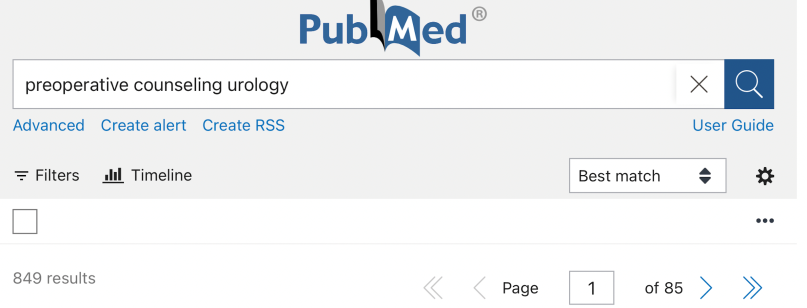 PubMed®
preoperative counseling urology
Advanced Create alert Create RSS User Guide
Filters Timeline Best match
849 results Page 1 of 85